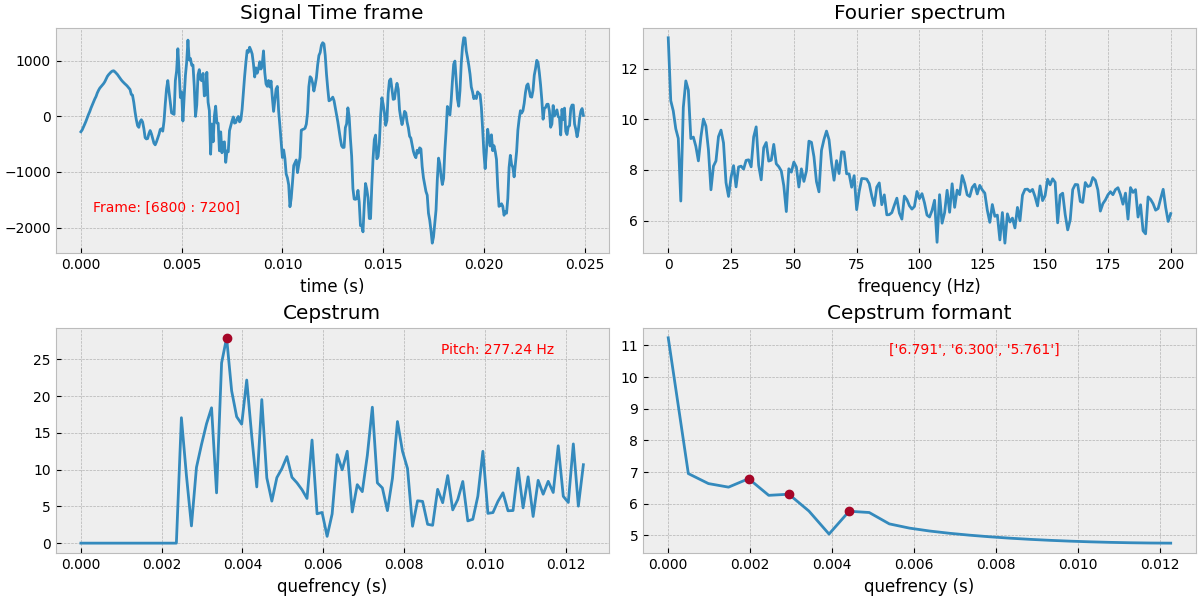 Signal Time frame
1000
0
−1000
−2000
Frame: [6800 : 7200]
0.000 0.005 0.010 0.015 0.020 0.025
time (s)
Fourier spectrum
12
10
8
6
0 25 50 75 100 125 150 175 200
frequency (Hz)
Cepstrum
25
20
15
10
5
0
Pitch: 277.24 Hz
0.000 0.002 0.004 0.006 0.008 0.010 0.012
quefrency (s)
Cepstrum formant
11
10
9
8
7
6
5
['6.791', '6.300', '5.761']
0.000 0.002 0.004 0.006 0.008 0.010 0.012
quefrency (s)